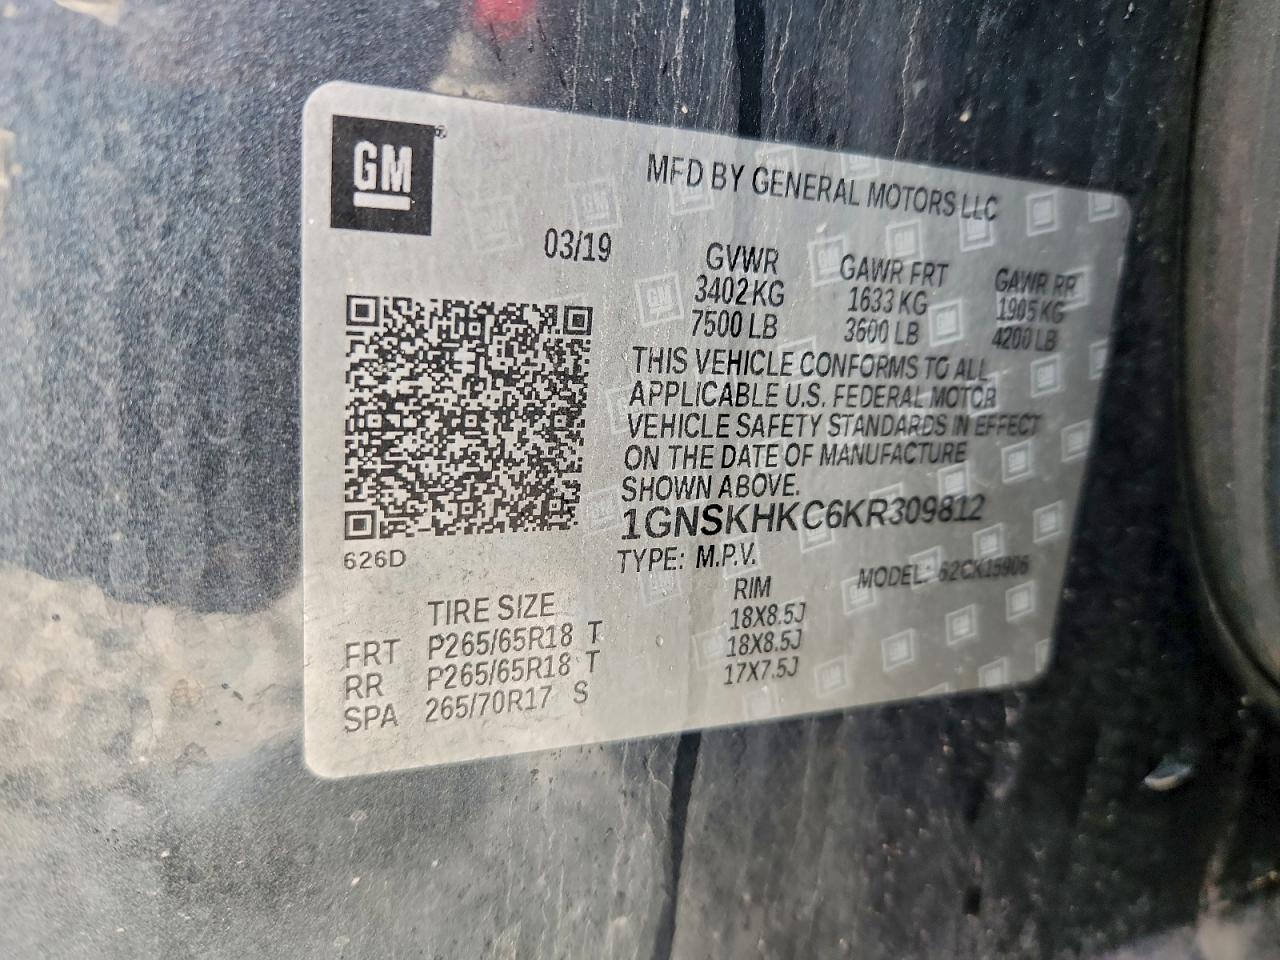 GM
MFD BY GENERAL MOTORS LLC
03/19
GVWR GAWR FRT GAWR RR
3402 KG 1633 KG 1905 KG
7500 LB 3600 LB 4200 LB
THIS VEHICLE CONFORMS TO ALL
APPLICABLE U.S. FEDERAL MOTOR
VEHICLE SAFETY STANDARDS IN EFFECT
ON THE DATE OF MANUFACTURE
SHOWN ABOVE.
1GNSKHKC6KR309812
626D
TYPE: M.P.V. MODEL: 62CK15906
TIRE SIZE RIM
FRT P265/65R18 T 18X8.5J
RR P265/65R18 T 18X8.5J
SPA 265/70R17 S 17X7.5J